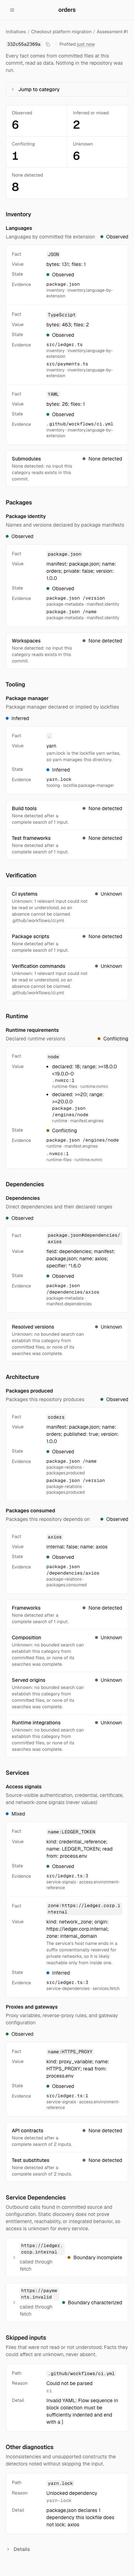 orders
Initiatives / Checkout platform migration / Assessment #1
332c55a2369a Profiled just now
Every fact comes from committed files at this
commit, read as data. Nothing in the repository was
run.
Jump to category
Observed
6
Inferred or mixed
2
Conflicting
1
Unknown
6
None detected
8
Inventory
Languages
Languages by committed file extension Observed
Fact JSON
Value bytes: 131; files: 1
State Observed
Evidence package.json
inventory · inventory.language-by-
extension
Fact TypeScript
Value bytes: 463; files: 2
State Observed
Evidence src/ledger.ts
inventory · inventory.language-by-
extension
src/payments.ts
inventory · inventory.language-by-
extension
Fact YAML
Value bytes: 26; files: 1
State Observed
Evidence .github/workflows/ci.yml
inventory · inventory.language-by-
extension
Submodules None detected
None detected: no input this
category reads exists in this
commit.
Packages
Package identity
Names and versions declared by package manifests
Observed
Fact package.json
Value manifest: package.json; name:
orders; private: false; version:
1.0.0
State Observed
Evidence package.json /version
package-metadata · manifest.identity
package.json /name
package-metadata · manifest.identity
Workspaces None detected
None detected: no input this
category reads exists in this
commit.
Tooling
Package manager
Package manager declared or implied by lockfiles
Inferred
Fact
Value yarn
yarn.lock is the lockfile yarn writes,
so yarn manages this directory.
State Inferred
Evidence yarn.lock
tooling · lockfile.package-manager
Build tools None detected
None detected after a
complete search of 1 input.
Test frameworks None detected
None detected after a
complete search of 1 input.
Verification
CI systems Unknown
Unknown: 1 relevant input could not
be read or understood, so an
absence cannot be claimed.
.github/workflows/ci.yml
Package scripts None detected
None detected after a
complete search of 1 input.
Verification commands Unknown
Unknown: 1 relevant input could not
be read or understood, so an
absence cannot be claimed.
.github/workflows/ci.yml
Runtime
Runtime requirements
Declared runtime versions Conflicting
Fact node
Value declared: 18; range: >=18.0.0
<19.0.0-0
.nvmrc:1
runtime-files · runtime.nvmrc
declared: >=20; range:
>=20.0.0
package.json
/engines/node
runtime · manifest.engines
State Conflicting
Evidence package.json /engines/node
runtime · manifest.engines
.nvmrc:1
runtime-files · runtime.nvmrc
Dependencies
Dependencies
Direct dependencies and their declared ranges
Observed
Fact package.json#dependencies/
axios
Value field: dependencies; manifest:
package.json; name: axios;
specifier: ^1.6.0
State Observed
Evidence package.json
/dependencies/axios
package-metadata ·
manifest.dependencies
Resolved versions Unknown
Unknown: no bounded search can
establish this category from
committed files, or none of its
searches was complete.
Architecture
Packages produced
Packages this repository produces Observed
Fact orders
Value manifest: package.json; name:
orders; published: true; version:
1.0.0
State Observed
Evidence package.json /name
package-relations ·
packages.produced
package.json /version
package-relations ·
packages.produced
Packages consumed
Packages this repository depends on Observed
Fact axios
Value internal: false; name: axios
State Observed
Evidence package.json
/dependencies/axios
package-relations ·
packages.consumed
Frameworks None detected
None detected after a
complete search of 1 input.
Composition Unknown
Unknown: no bounded search can
establish this category from
committed files, or none of its
searches was complete.
Served origins Unknown
Unknown: no bounded search can
establish this category from
committed files, or none of its
searches was complete.
Runtime integrations Unknown
Unknown: no bounded search can
establish this category from
committed files, or none of its
searches was complete.
Services
Access signals
Source-visible authentication, credential, certificate,
and network-zone signals (never values)
Mixed
Fact name:LEDGER_TOKEN
Value kind: credential_reference;
name: LEDGER_TOKEN; read
from: process.env
State Observed
Evidence src/ledger.ts:3
service-signals · access.environment-
reference
Fact zone:https://ledger.corp.i
nternal
Value kind: network_zone; origin:
https://ledger.corp.internal;
zone: internal_domain
The service's host name ends in a
suffix conventionally reserved for
private networks, so it is likely
reachable only from inside one.
State Inferred
Evidence src/ledger.ts:3
service-dependencies · services.fetch
Proxies and gateways
Proxy variables, reverse-proxy rules, and gateway
configuration
Observed
Fact name:HTTPS_PROXY
Value kind: proxy_variable; name:
HTTPS_PROXY; read from:
process.env
State Observed
Evidence src/ledger.ts:1
service-signals · access.environment-
reference
API contracts None detected
None detected after a
complete search of 2 inputs.
Test substitutes None detected
None detected after a
complete search of 2 inputs.
Service Dependencies
Outbound calls found in committed source and
configuration. Static discovery does not prove
entitlement, reachability, or integrated behavior, so
access is Unknown for every service.
https://ledger.
corp.internal Boundary incomplete
called through
fetch
https://payme
nts.invalid Boundary characterized
called through
fetch
Skipped inputs
Files that were not read or not understood. Facts they
could affect are unknown, never absent.
Path .github/workflows/ci.yml
Reason Could not be parsed
ci
Detail Invalid YAML: Flow sequence in
block collection must be
sufficiently indented and end
with a ]
Other diagnostics
Inconsistencies and unsupported constructs the
detectors noted without skipping the input.
Path yarn.lock
Reason Unlocked dependency
yarn-lock
Detail package.json declares 1
dependency this lockfile does
not lock: axios
Details